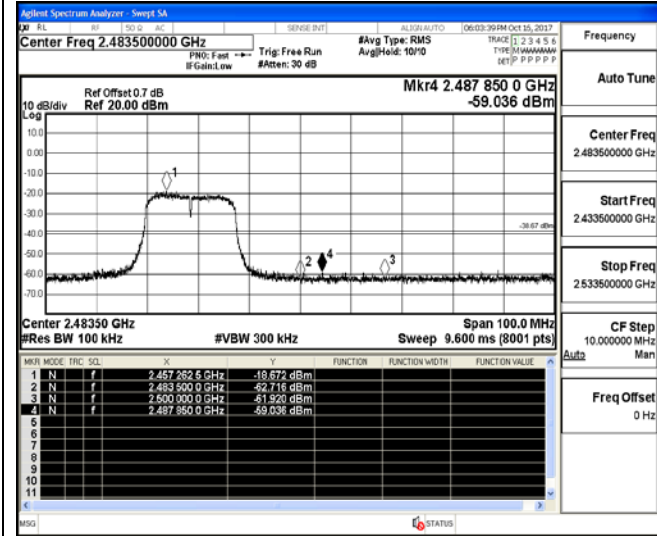 Agilent Spectrum Analyzer - Swept SA
RL RF 50 Ω AC SENSE:INT ALIGN AUTO 06:03:39 PM Oct 15, 2017
Center Freq 2.483500000 GHz #Avg Type: RMS TRACE 1 2 3 4 5 6
PNO: Fast Trig: Free Run Avg|Hold: 10/10 TYPE MWWWWW
IFGain:Low #Atten: 30 dB DET P P P P P P
Frequency
Auto Tune
Center Freq
2.483500000 GHz
Start Freq
2.433500000 GHz
Stop Freq
2.533500000 GHz
CF Step
10.000000 MHz
Auto Man
Freq Offset
0 Hz
Mkr4 2.487 850 0 GHz
-59.036 dBm
Ref Offset 0.7 dB
10 dB/div Ref 20.00 dBm
Log
10.0
0.00
-10.0
-20.0
-30.0
-40.0
-50.0
-60.0
-70.0
1
2
4
3
-38.67 dBm
Center 2.48350 GHz Span 100.0 MHz
#Res BW 100 kHz #VBW 300 kHz Sweep 9.600 ms (8001 pts)
MKR MODE TRC SCL X Y FUNCTION FUNCTION WIDTH FUNCTION VALUE
1 N f 2.457 262 5 GHz -18.672 dBm
2 N f 2.483 500 0 GHz -62.716 dBm
3 N f 2.500 000 0 GHz -61.920 dBm
4 N f 2.487 850 0 GHz -59.036 dBm
5
6
7
8
9
10
11
MSG STATUS